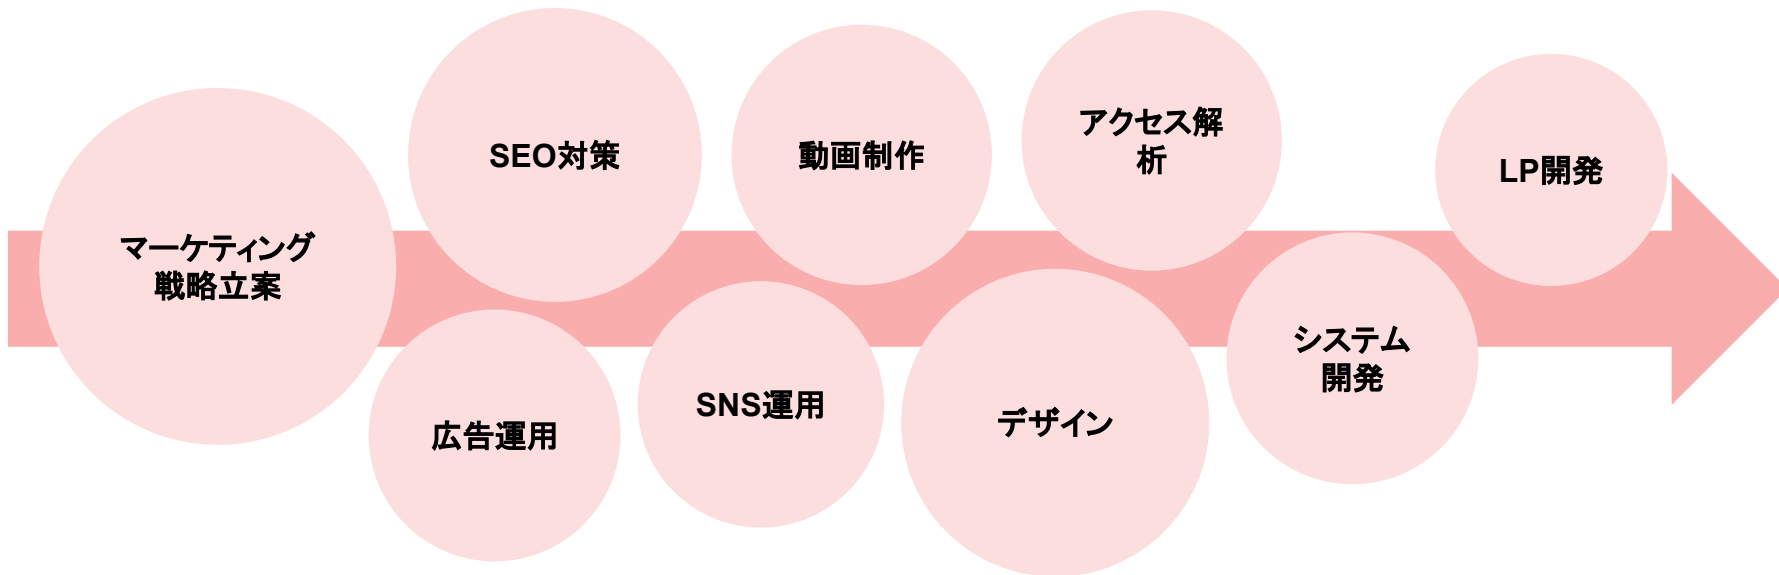 マーケティング
戦略立案
SEO対策
広告運用
動画制作
SNS運用
アクセス解
析
デザイン
システム
開発
LP開発